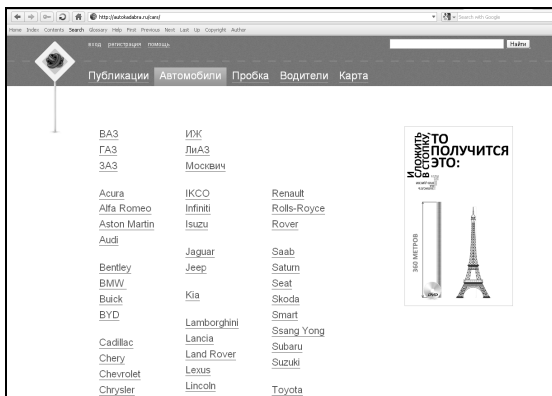 http://autokadabra.ru/cars/
Search with Google
Home Index Contents Search Glossary Help First Previous Next Last Up Copyright Author
вход регистрация помощь
Найти
Публикации Автомобили Пробка Водители Карта
ВАЗ
ГАЗ
ЗАЗ
Acura
Alfa Romeo
Aston Martin
Audi
Bentley
BMW
Buick
BYD
Cadillac
Chery
Chevrolet
Chrysler
ИЖ
ЛиАЗ
Москвич
IKCO
Infiniti
Isuzu
Jaguar
Jeep
Kia
Lamborghini
Lancia
Land Rover
Lexus
Lincoln
Renault
Rolls-Royce
Rover
Saab
Saturn
Seat
Skoda
Smart
Ssang Yong
Subaru
Suzuki
Toyota
И СЛОЖИТЬ
В СТОПКУ,
ТО
ПОЛУЧИТСЯ
ЭТО:
360 МЕТРОВ